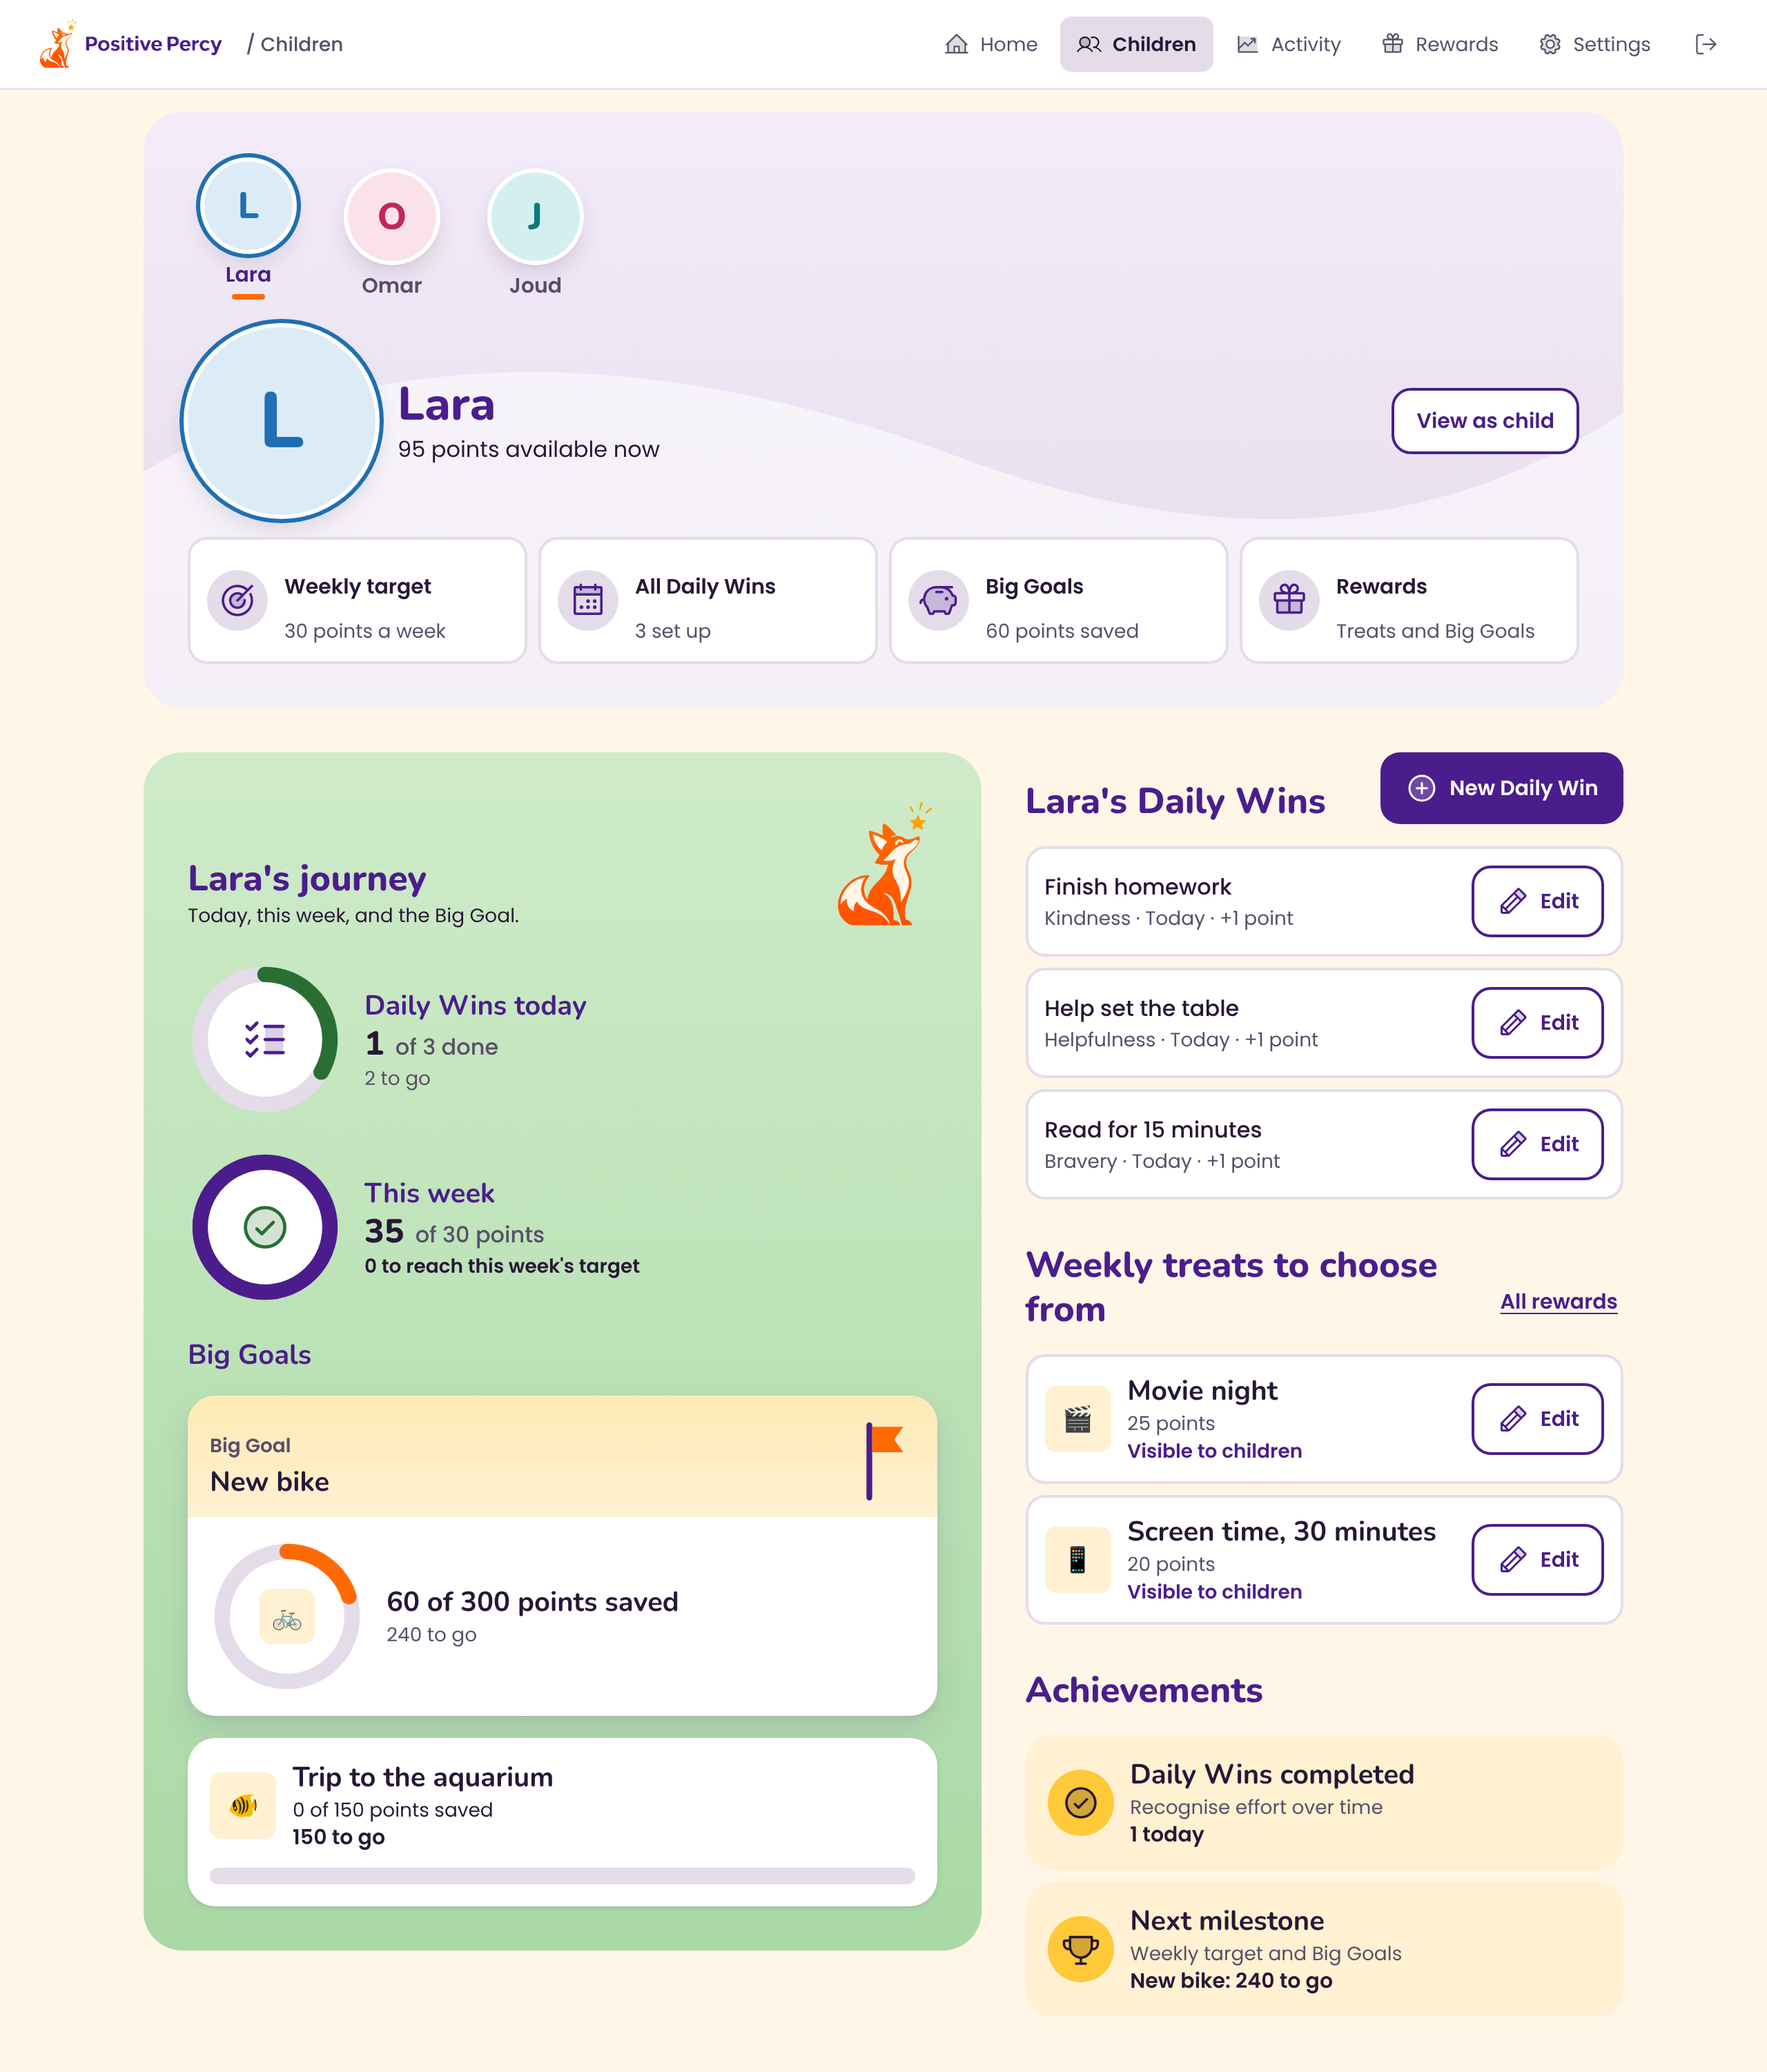 Positive Percy / Children
Home
Children
Activity
Rewards
Settings
L
O
J
Lara
Omar
Joud
L
Lara
95 points available now
View as child
Weekly target
30 points a week
All Daily Wins
3 set up
Big Goals
60 points saved
Rewards
Treats and Big Goals
Lara's journey
Today, this week, and the Big Goal.
Daily Wins today
1 of 3 done
2 to go
This week
35 of 30 points
0 to reach this week's target
Big Goals
Big Goal
New bike
60 of 300 points saved
240 to go
Trip to the aquarium
0 of 150 points saved
150 to go
Lara's Daily Wins
New Daily Win
Finish homework
Kindness · Today · +1 point
Edit
Help set the table
Helpfulness · Today · +1 point
Edit
Read for 15 minutes
Bravery · Today · +1 point
Edit
Weekly treats to choose
from
All rewards
Movie night
25 points
Visible to children
Edit
Screen time, 30 minutes
20 points
Visible to children
Edit
Achievements
Daily Wins completed
Recognise effort over time
1 today
Next milestone
Weekly target and Big Goals
New bike: 240 to go